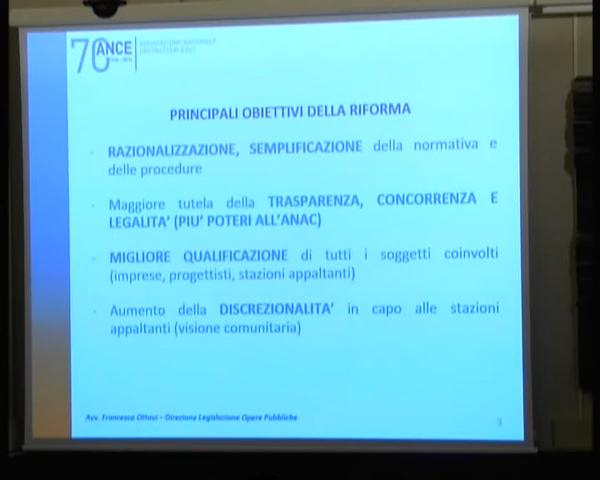 70 ANCE
ASSOCIAZIONE NAZIONALE
COSTRUTTORI EDILI
PRINCIPALI OBIETTIVI DELLA RIFORMA
- RAZIONALIZZAZIONE, SEMPLIFICAZIONE della normativa e
delle procedure
- Maggiore tutela della TRASPARENZA, CONCORRENZA E
LEGALITA' (PIU' POTERI ALL'ANAC)
- MIGLIORE QUALIFICAZIONE di tutti i soggetti coinvolti
(imprese, progettisti, stazioni appaltanti)
- Aumento della DISCREZIONALITA' in capo alle stazioni
appaltanti (visione comunitaria)
Avv. Francesca Ottavi – Direzione Legislazione Opere Pubbliche
3